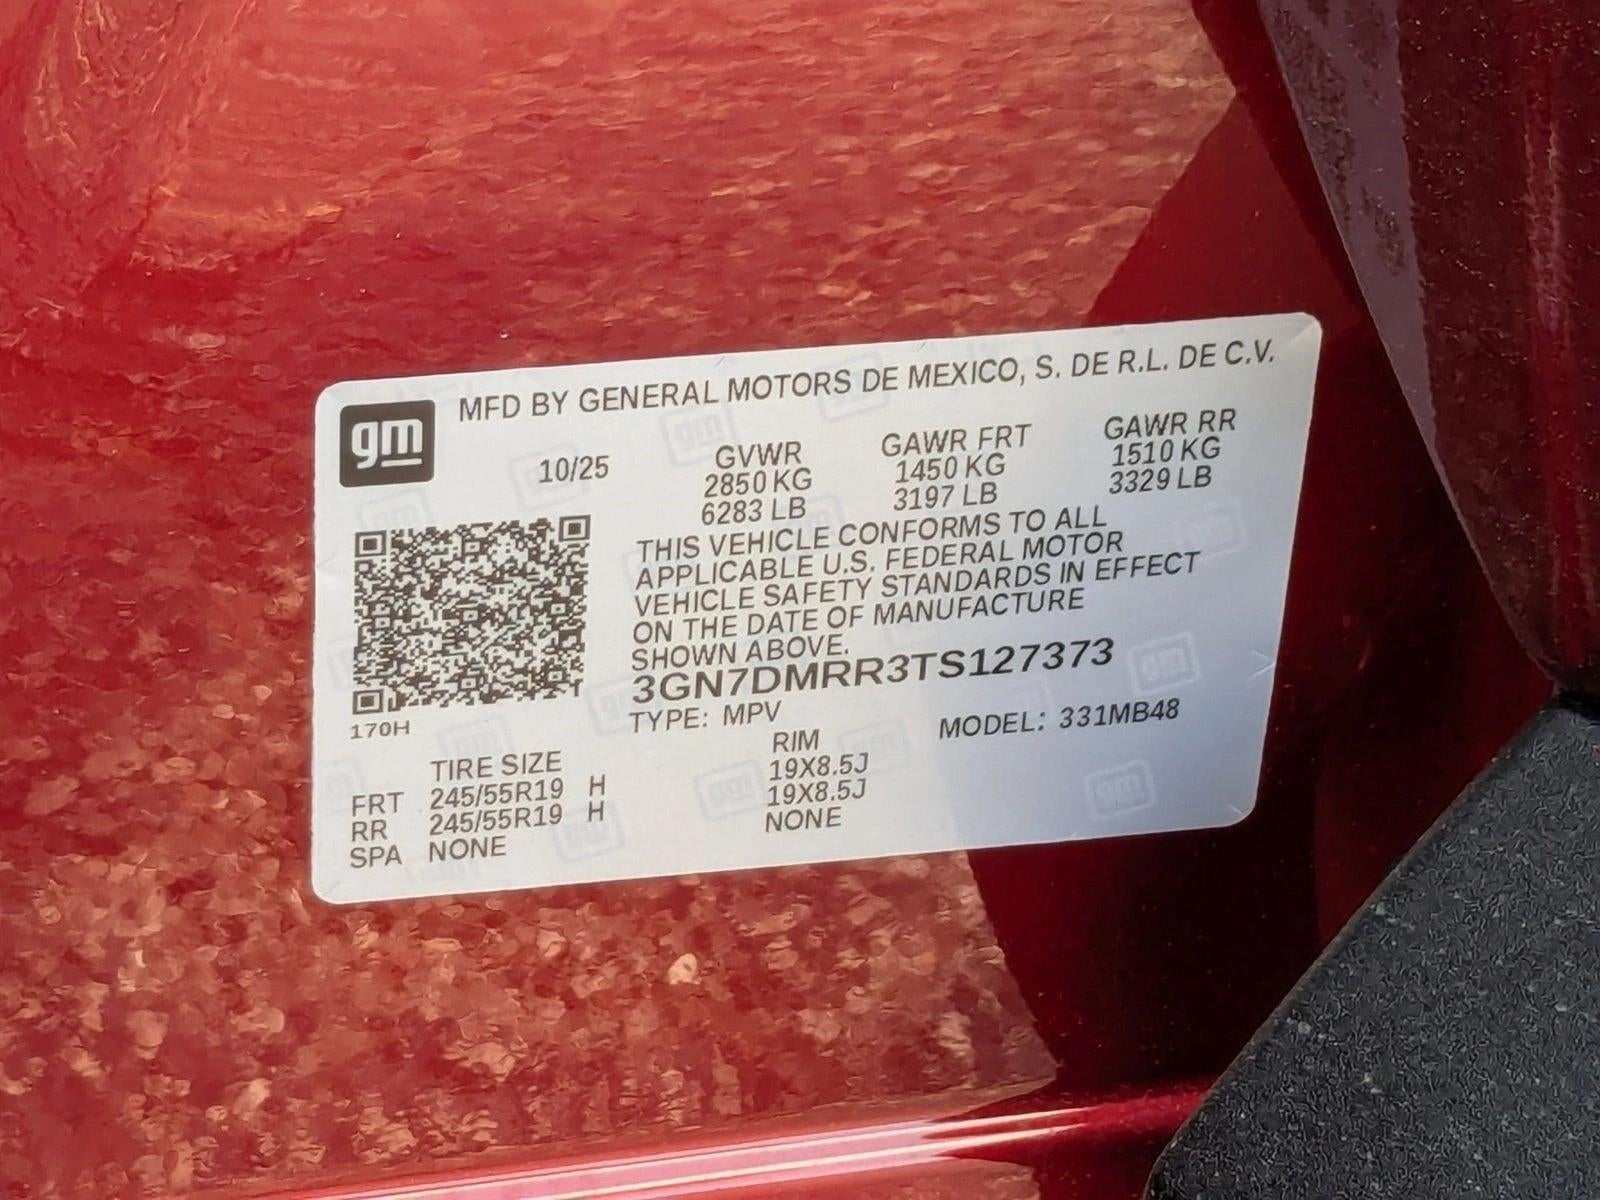 gm
MFD BY GENERAL MOTORS DE MEXICO, S. DE R.L. DE C.V.
10/25 GVWR GAWR FRT GAWR RR
2850 KG 1450 KG 1510 KG
6283 LB 3197 LB 3329 LB
THIS VEHICLE CONFORMS TO ALL
APPLICABLE U.S. FEDERAL MOTOR
VEHICLE SAFETY STANDARDS IN EFFECT
ON THE DATE OF MANUFACTURE
SHOWN ABOVE.
3GN7DMRR3TS127373
170H
TYPE: MPV MODEL: 331MB48
TIRE SIZE RIM
FRT 245/55R19 H 19X8.5J
RR 245/55R19 H 19X8.5J
SPA NONE NONE